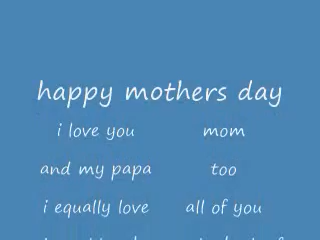 happy mothers day
i love you mom
and my papa too
i equally love all of you